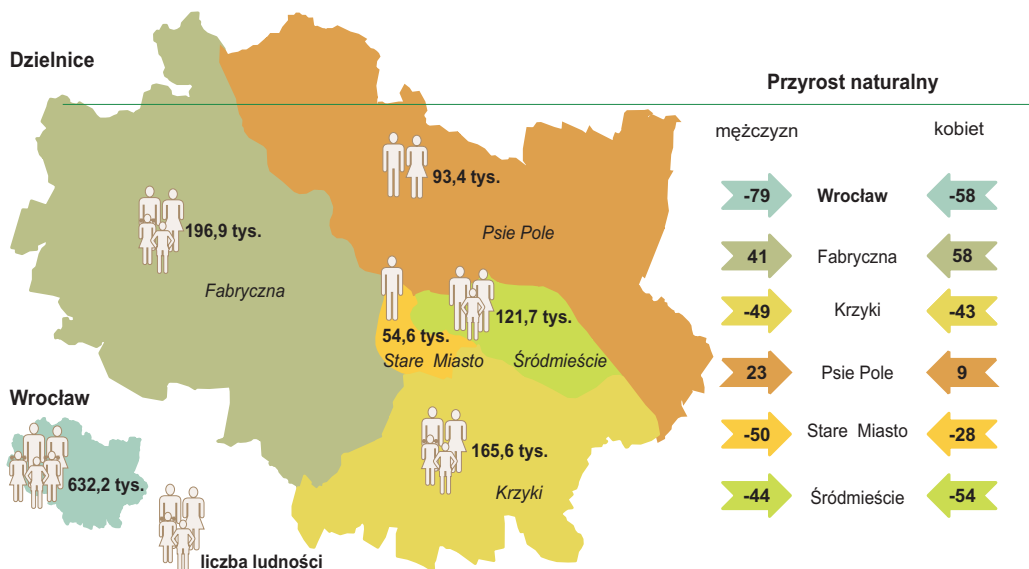 Dzielnice
Przyrost naturalny
mężczyzn
kobiet
93,4 tys.
-79 Wrocław -58
196,9 tys.
Psie Pole
41 Fabryczna 58
Fabryczna
-49 Krzyki -43
121,7 tys.
54,6 tys.
Stare Miasto
Śródmieście
23 Psie Pole 9
Wrocław
-50 Stare Miasto -28
165,6 tys.
632,2 tys.
Krzyki
-44 Śródmieście -54
liczba ludności